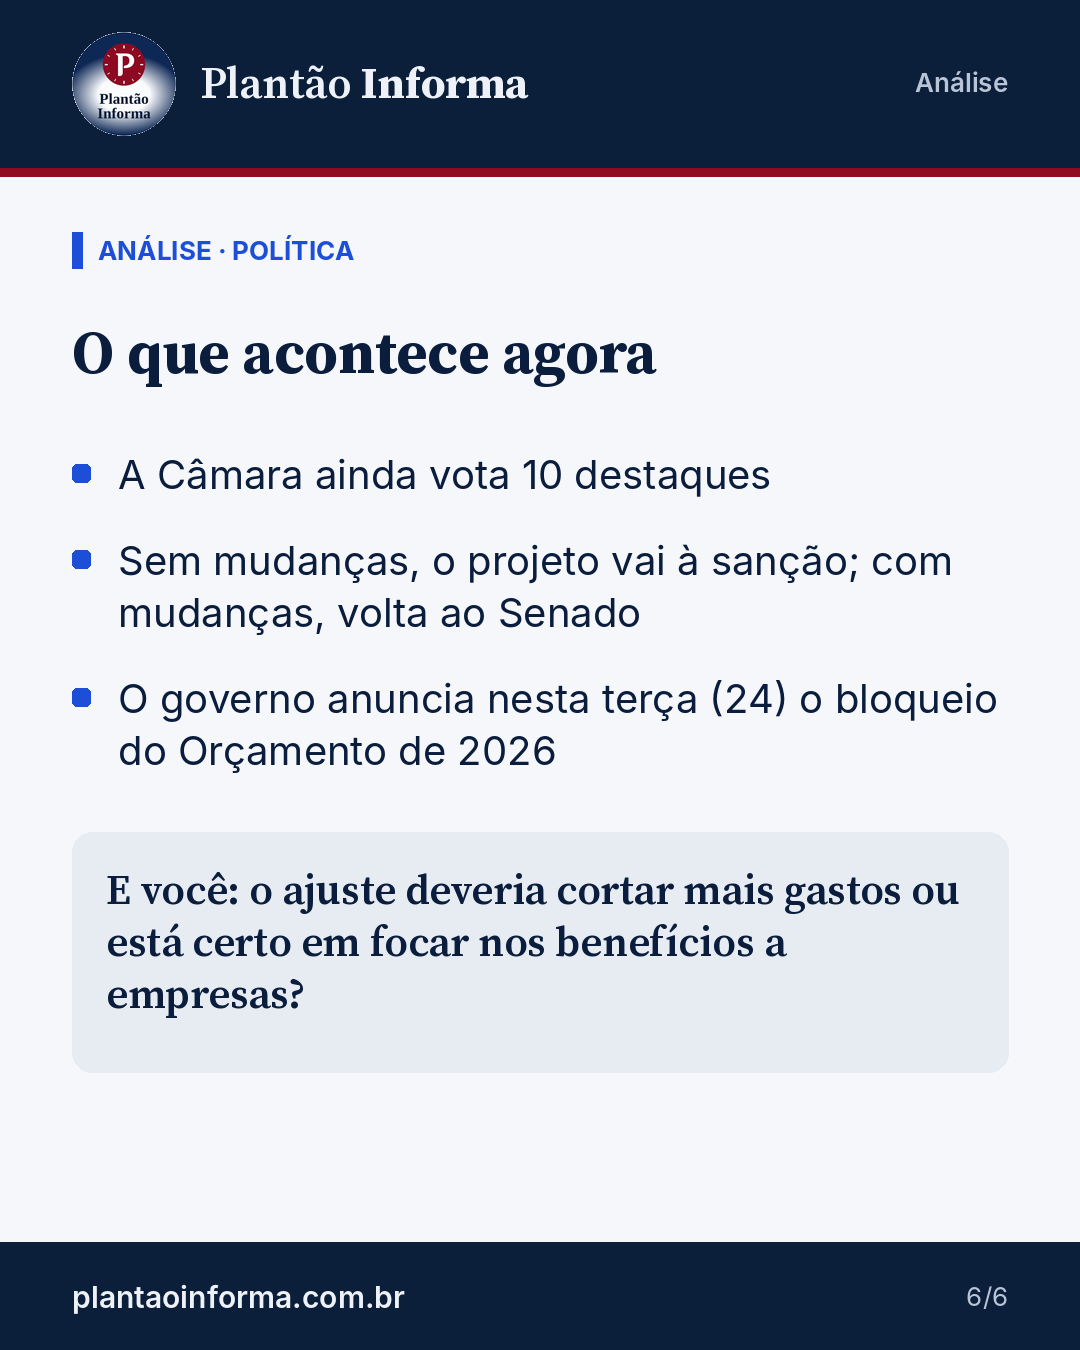 P
Plantão
Informa
Plantão Informa
Análise
ANÁLISE · POLÍTICA
O que acontece agora
A Câmara ainda vota 10 destaques
Sem mudanças, o projeto vai à sanção; com
mudanças, volta ao Senado
O governo anuncia nesta terça (24) o bloqueio
do Orçamento de 2026
E você: o ajuste deveria cortar mais gastos ou
está certo em focar nos benefícios a
empresas?
plantaoinforma.com.br
6/6